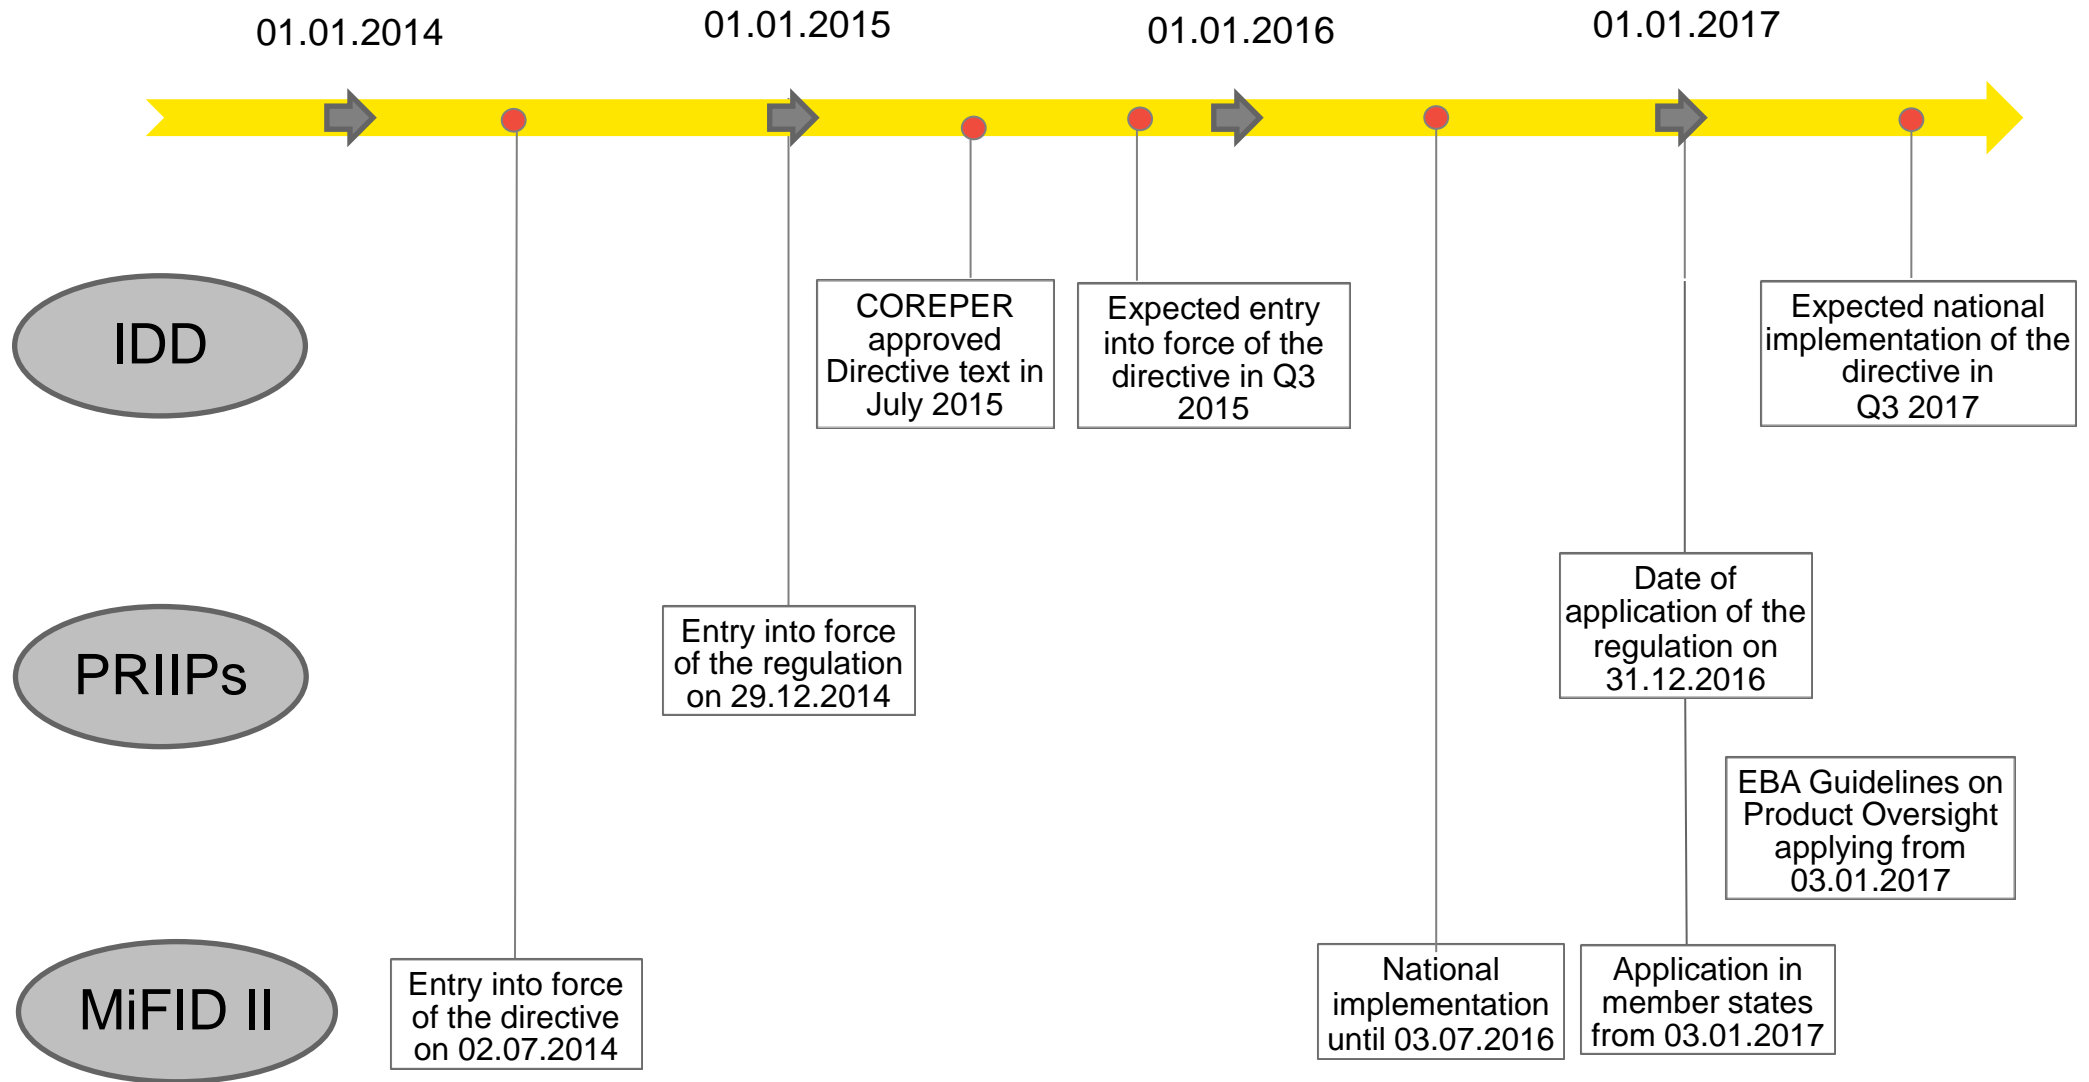 01.01.2014
01.01.2015
01.01.2016
01.01.2017
IDD
COREPER
approved
Directive text in
July 2015
Expected entry
into force of the
directive in Q3
2015
Expected national
implementation of the
directive in
Q3 2017
PRIIPs
Entry into force
of the regulation
on 29.12.2014
Date of
application of the
regulation on
31.12.2016
EBA Guidelines on
Product Oversight
applying from
03.01.2017
MiFID II
Entry into force
of the directive
on 02.07.2014
National
implementation
until 03.07.2016
Application in
member states
from 03.01.2017